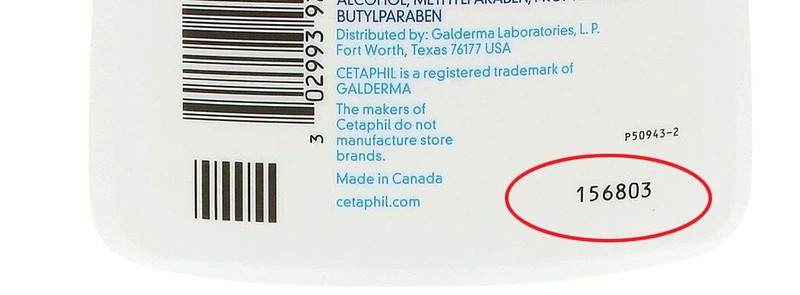 BUTYLPARABEN
Distributed by: Galderma Laboratories, L. P.
Fort Worth, Texas 76177 USA
CETAPHIL is a registered trademark of
GALDERMA
The makers of
Cetaphil do not
manufacture store
brands.
Made in Canada
cetaphil.com
3 02993 9
P50943-2
156803